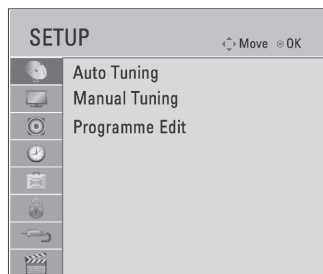 SETUP
Move OK
Auto Tuning
Manual Tuning
Programme Edit